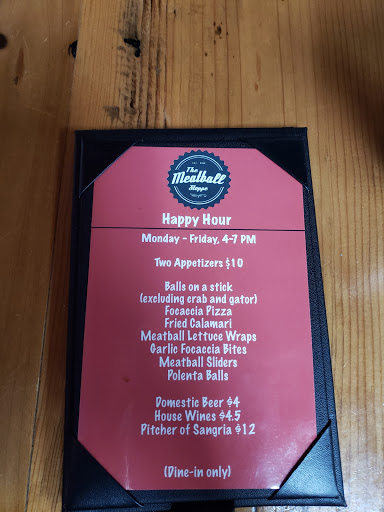 The
Meatball
Stoppe
Happy Hour
Monday - Friday, 4-7 PM
Two Appetizers $10
Balls on a stick
(excluding crab and gator)
Focaccia Pizza
Fried Calamari
Meatball Lettuce Wraps
Garlic Focaccia Bites
Meatball Sliders
Polenta Balls
Domestic Beer $4
House Wines $4.5
Pitcher of Sangria $12
(Dine-in only)